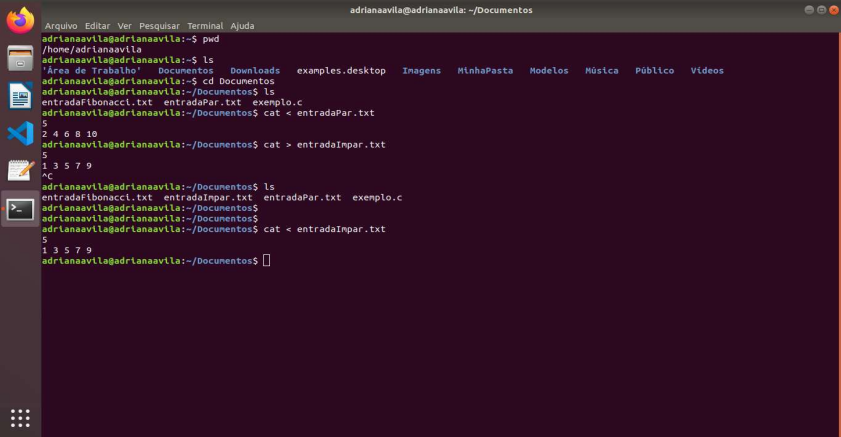 adrianaavila@adrianaavila: ~/Documentos
Arquivo Editar Ver Pesquisar Terminal Ajuda
adrianaavila@adrianaavila:~$ pwd
/home/adrianaavila
adrianaavila@adrianaavila:~$ ls
'Área de Trabalho' Documentos Downloads examples.desktop Imagens MinhaPasta Modelos Música Público Vídeos
adrianaavila@adrianaavila:~$
adrianaavila@adrianaavila:~$ cd Documentos
adrianaavila@adrianaavila:~/Documentos$ ls
entradaFibonacci.txt entradaPar.txt exemplo.c
adrianaavila@adrianaavila:~/Documentos$ cat < entradaPar.txt
5
2 4 6 8 10
adrianaavila@adrianaavila:~/Documentos$ cat > entradaImpar.txt
5
1 3 5 7 9
^C
adrianaavila@adrianaavila:~/Documentos$ ls
entradaFibonacci.txt entradaImpar.txt entradaPar.txt exemplo.c
adrianaavila@adrianaavila:~/Documentos$
adrianaavila@adrianaavila:~/Documentos$
adrianaavila@adrianaavila:~/Documentos$ cat < entradaImpar.txt
5
1 3 5 7 9
adrianaavila@adrianaavila:~/Documentos$